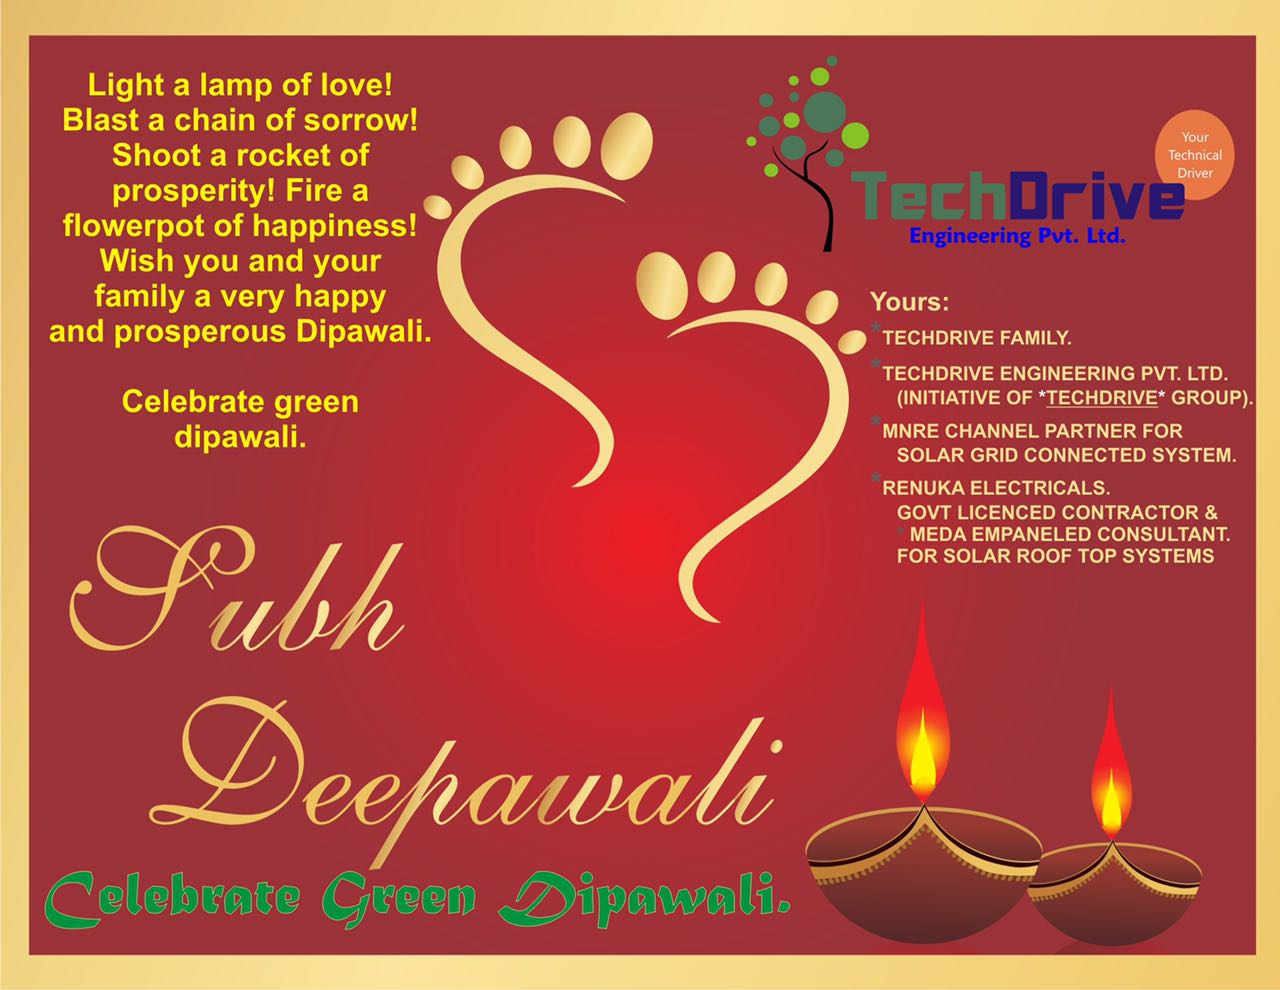 Light a lamp of love!
Blast a chain of sorrow!
Shoot a rocket of
prosperity! Fire a
flowerpot of happiness!
Wish you and your
family a very happy
and prosperous Dipawali.
Celebrate green
dipawali.
Your
Technical
Driver
TechDrive
Engineering Pvt. Ltd.
Yours:
*TECHDRIVE FAMILY.
*TECHDRIVE ENGINEERING PVT. LTD.
(INITIATIVE OF *TECHDRIVE* GROUP).
*MNRE CHANNEL PARTNER FOR
SOLAR GRID CONNECTED SYSTEM.
*RENUKA ELECTRICALS.
GOVT LICENCED CONTRACTOR &
* MEDA EMPANELED CONSULTANT.
FOR SOLAR ROOF TOP SYSTEMS
Subh
Deepawali
Celebrate Green Dipawali.